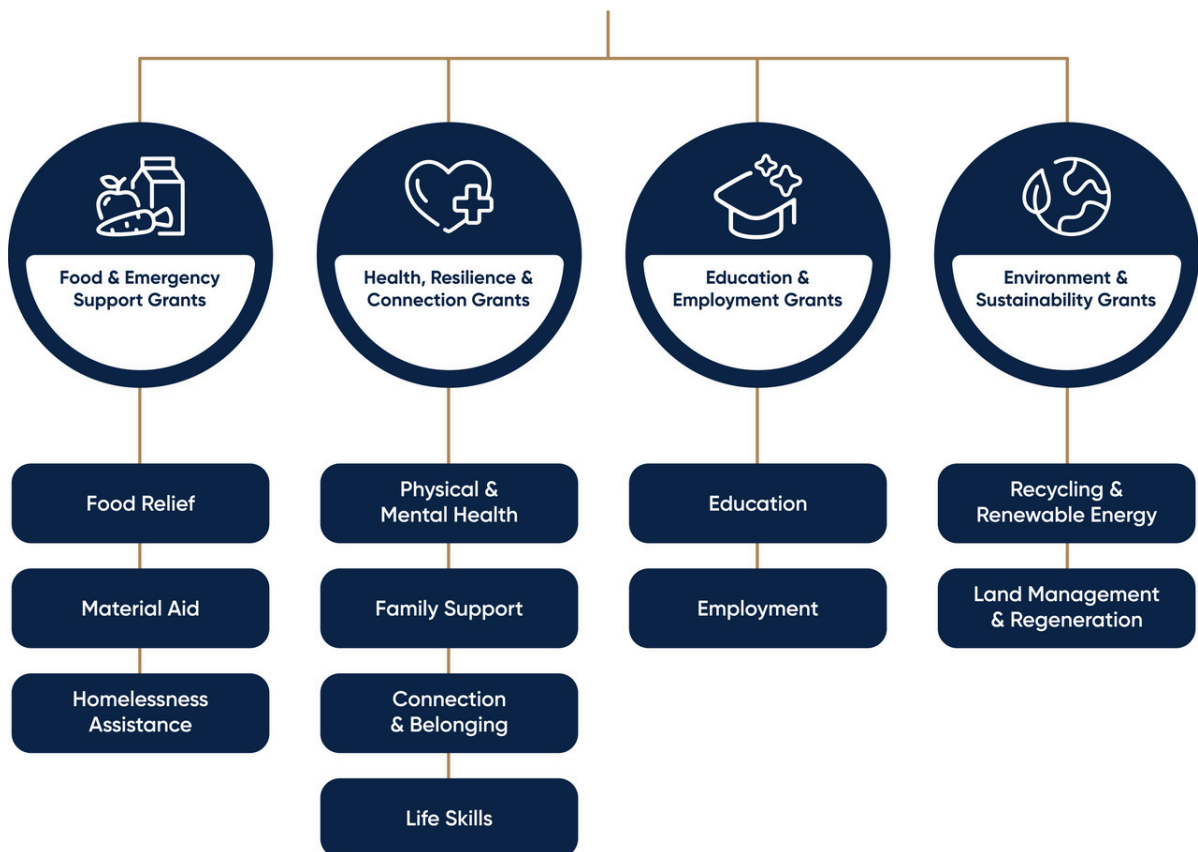 Food & Emergency
Support Grants
Health, Resilience &
Connection Grants
Education &
Employment Grants
Environment &
Sustainability Grants
Food Relief
Material Aid
Homelessness
Assistance
Physical &
Mental Health
Family Support
Connection
& Belonging
Life Skills
Education
Employment
Recycling &
Renewable Energy
Land Management
& Regeneration